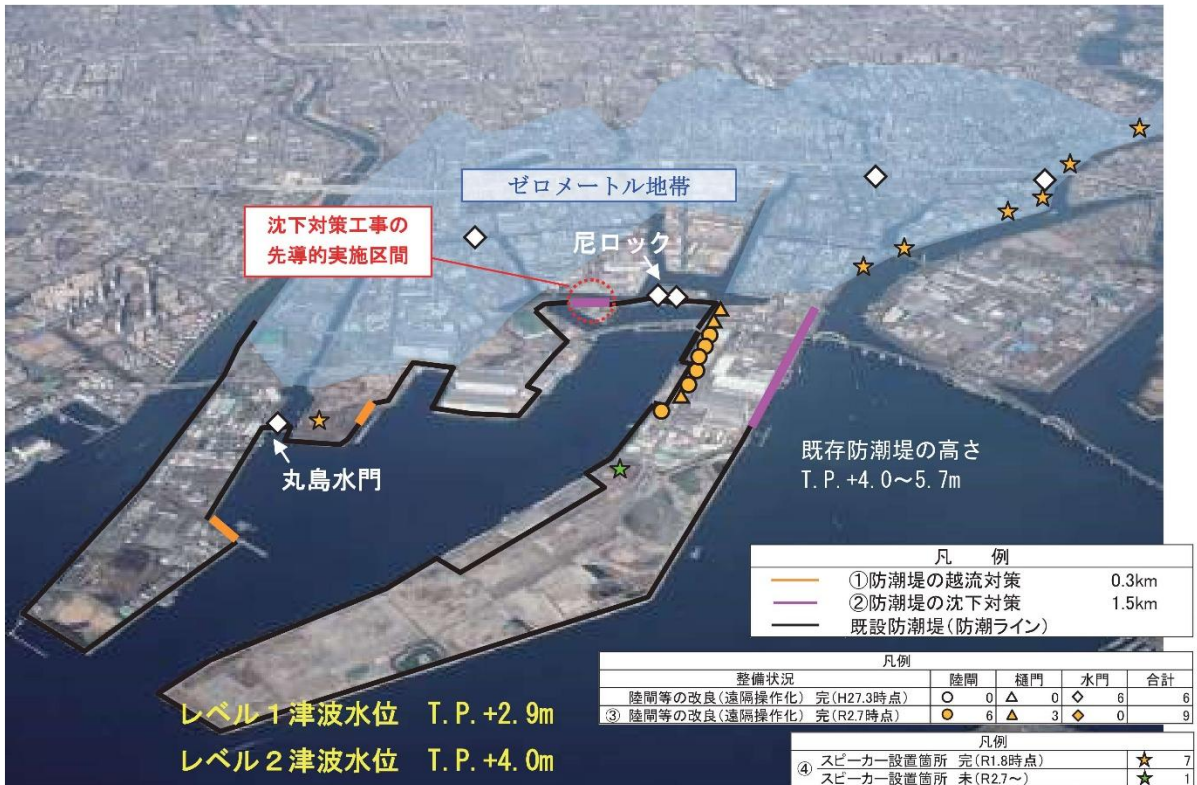 ゼロメートル地帯
沈下対策工事の
先導的実施区間
尼ロック
丸島水門
既存防潮堤の高さ
T.P.+4.0～5.7m
レベル1津波水位 T.P.+2.9m
レベル2津波水位 T.P.+4.0m
凡 例
①防潮堤の越流対策 0.3km
②防潮堤の沈下対策 1.5km
既設防潮堤(防潮ライン)
凡例
整備状況 陸閘 樋門 水門 合計
陸閘等の改良(遠隔操作化) 完(H27.3時点) ○ 0 △ 0 ◇ 6 6
③ 陸閘等の改良(遠隔操作化) 完(R2.7時点) 6 3 0 9
凡例
④ スピーカー設置箇所 完(R1.8時点) ★ 7
スピーカー設置箇所 未(R2.7～) ★ 1